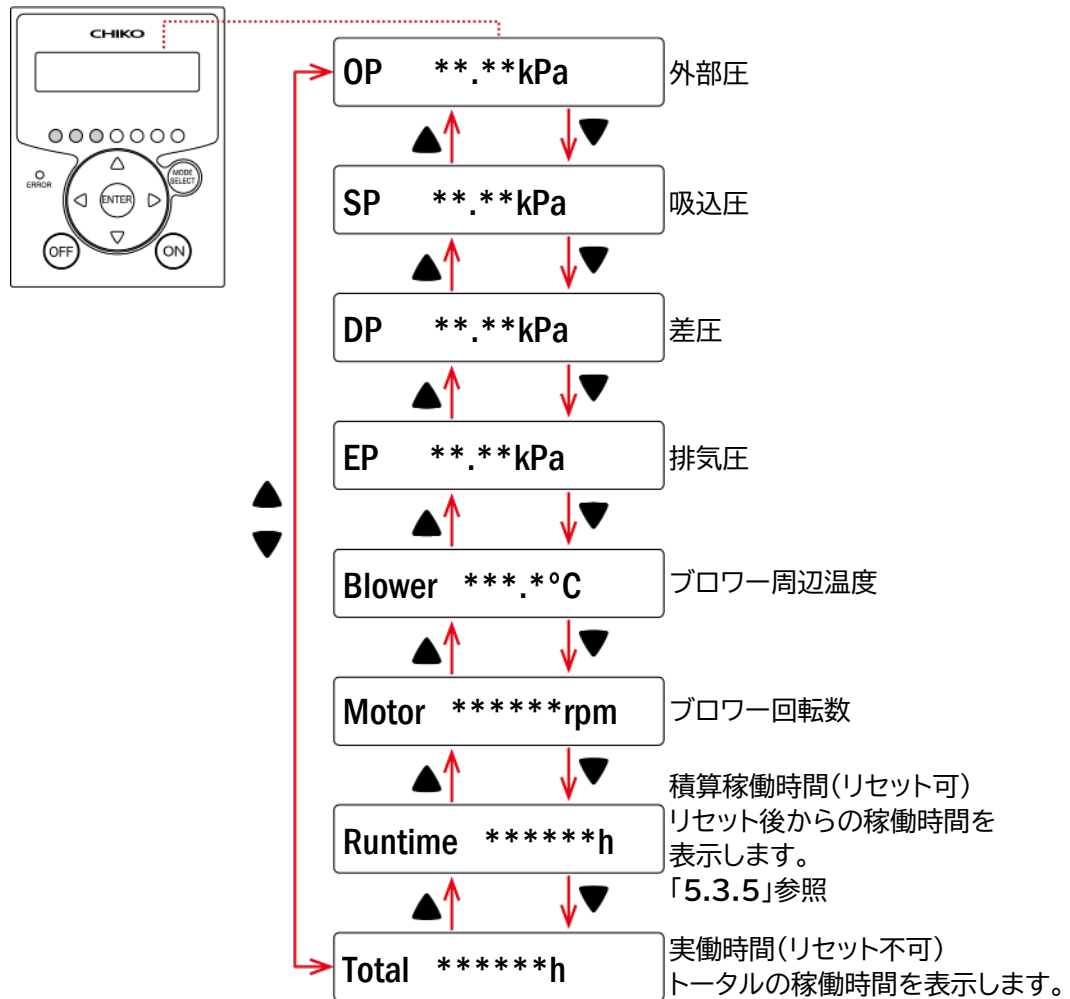 CHIKO
ERROR
MODE
SELECT
ENTER
OFF
ON
OP **.**kPa
外部圧
SP **.**kPa
吸込圧
DP **.**kPa
差圧
EP **.**kPa
排気圧
Blower ***.*°C
ブロワー周辺温度
Motor ******rpm
ブロワー回転数
Runtime ******h
積算稼働時間(リセット可)
リセット後からの稼働時間を
表示します。
「5.3.5」参照
Total ******h
実働時間(リセット不可)
トータルの稼働時間を表示します。